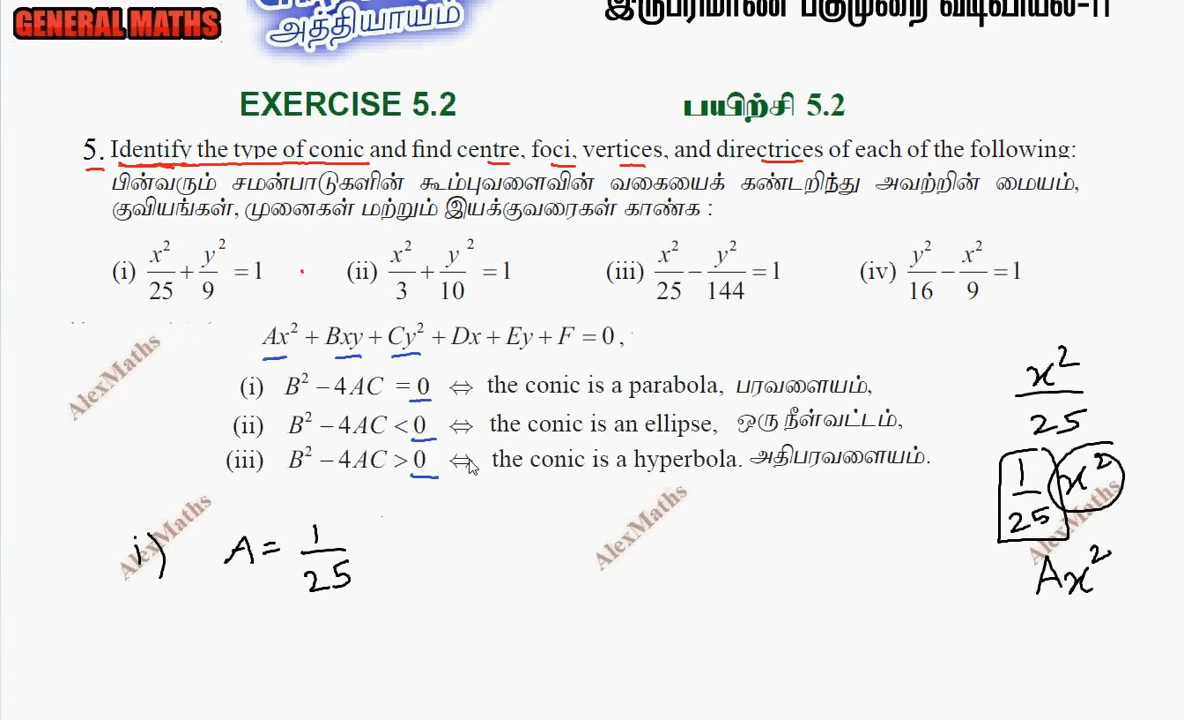 GENERAL MATHS
அத்தியாயம்
இருபரிமாண பகுமுறை வடிவியல்-II
EXERCISE 5.2 பயிற்சி 5.2
5. Identify the type of conic and find centre, foci, vertices, and directrices of each of the following:
பின்வரும் சமன்பாடுகளின் கூம்புவளைவின் வகையைக் கண்டறிந்து அவற்றின் மையம்,
குவியங்கள், முனைகள் மற்றும் இயக்குவரைகள் காண்க :
(i) x²/25 + y²/9 = 1 (ii) x²/3 + y²/10 = 1 (iii) x²/25 − y²/144 = 1 (iv) y²/16 − x²/9 = 1
Ax² + Bxy + Cy² + Dx + Ey + F = 0,
(i) B² − 4AC = 0 ⇔ the conic is a parabola, பரவளையம்,
(ii) B² − 4AC < 0 ⇔ the conic is an ellipse, ஒரு நீள்வட்டம்,
(iii) B² − 4AC > 0 ⇔ the conic is a hyperbola. அதிபரவளையம்.
x²/25
1/25 x²
Ax²
i) A = 1/25
AlexMaths
AlexMaths
AlexMaths
AlexMaths